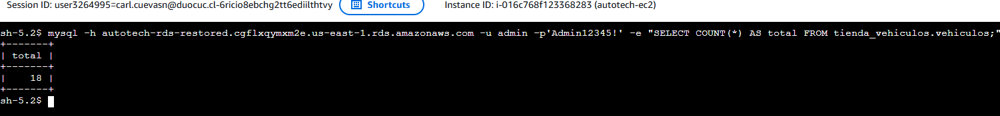 Session ID: user3264995=carl.cuevasn@duocuc.cl-6ricio8ebchg2tt6ediilthtvy Shortcuts Instance ID: i-016c768f123368283 (autotech-ec2)
sh-5.2$ mysql -h autotech-rds-restored.cgflxqymxm2e.us-east-1.rds.amazonaws.com -u admin -p'Admin12345!' -e "SELECT COUNT(*) AS total FROM tienda_vehiculos.vehiculos;"
+-------+
| total |
+-------+
|    18 |
+-------+
sh-5.2$